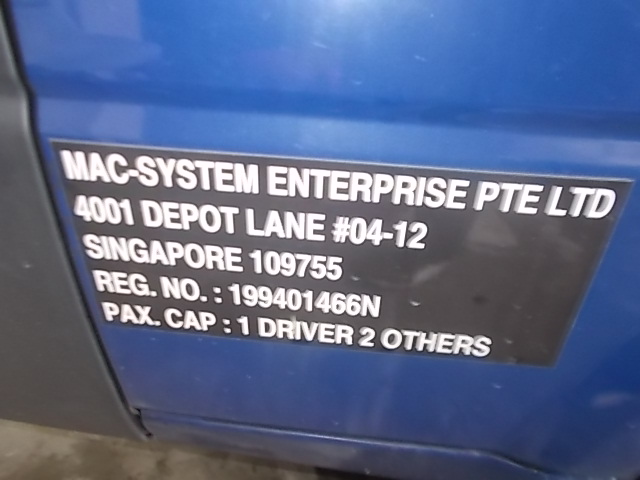 MAC-SYSTEM ENTERPRISE PTE LTD
4001 DEPOT LANE #04-12
SINGAPORE 109755
REG. NO. : 199401466N
PAX. CAP : 1 DRIVER 2 OTHERS